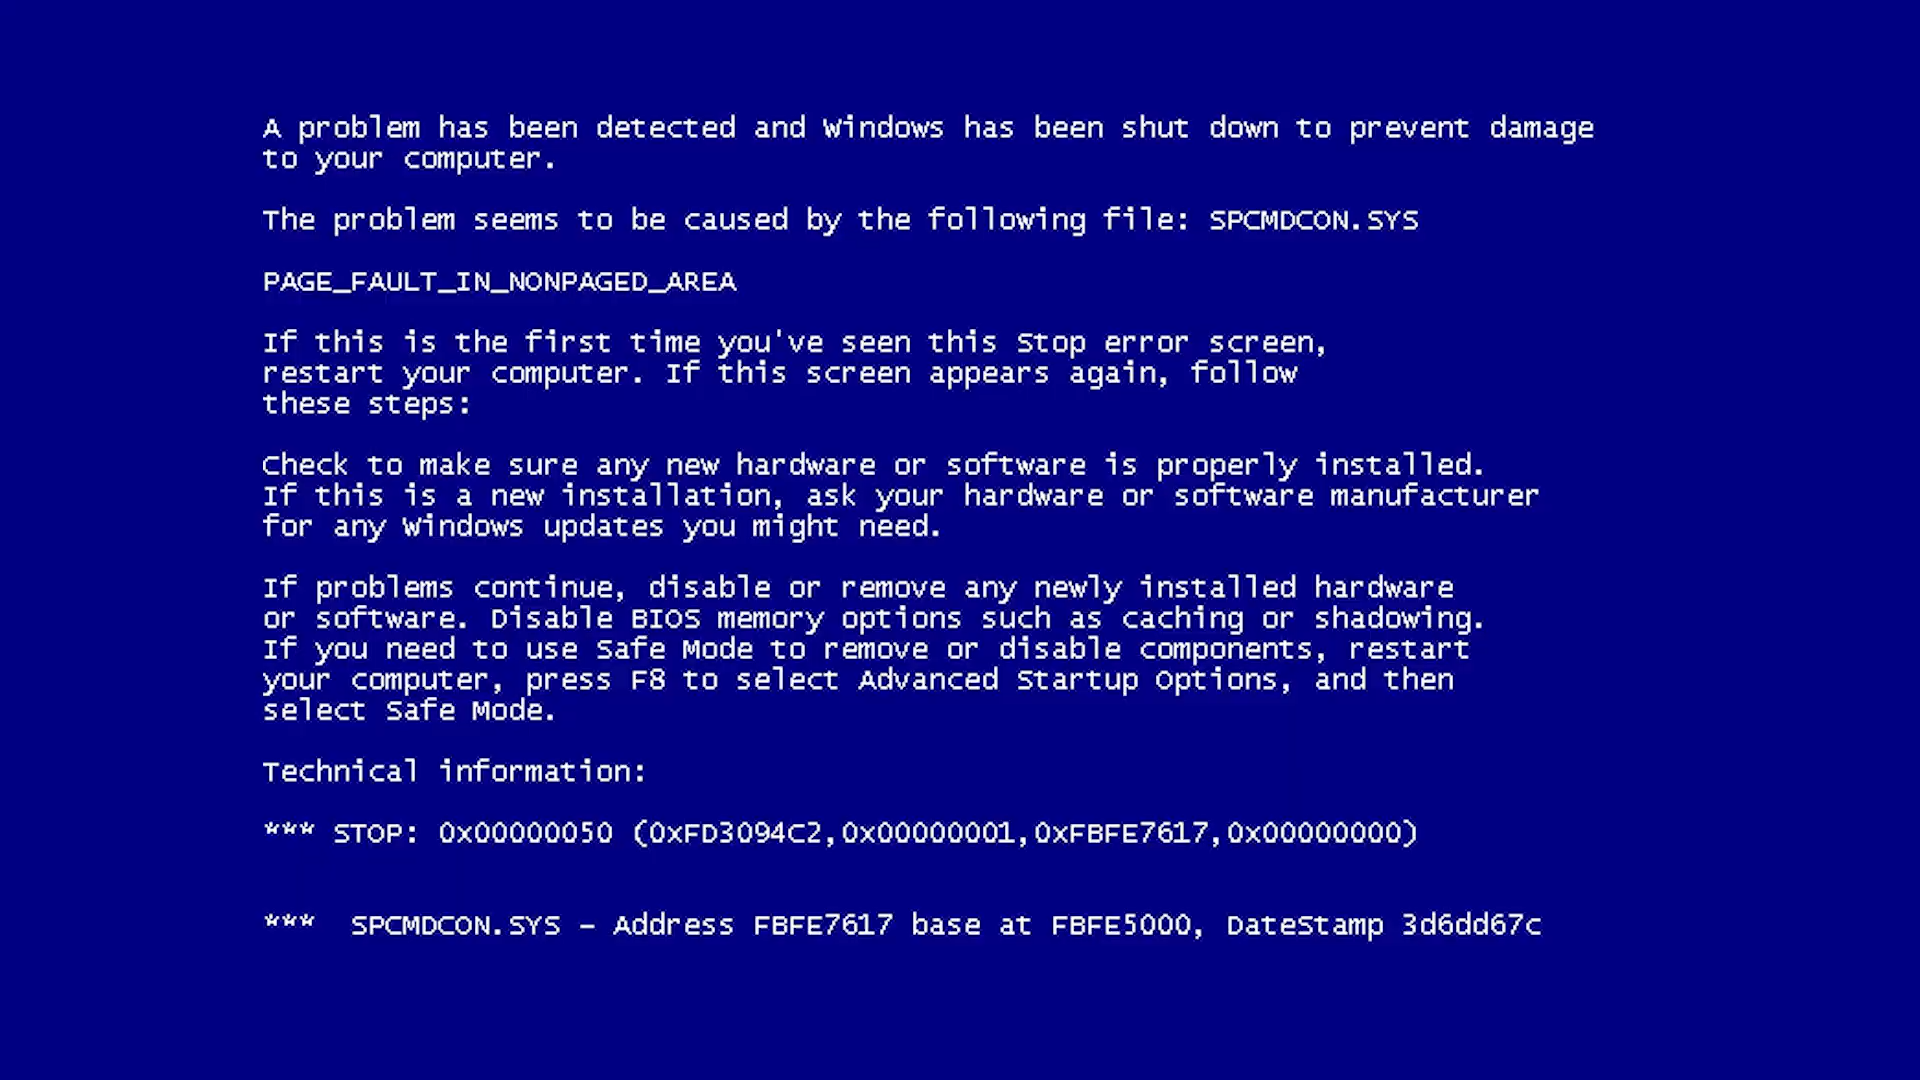 A problem has been detected and Windows has been shut down to prevent damage
to your computer.
The problem seems to be caused by the following file: SPCMDCON.SYS
PAGE_FAULT_IN_NONPAGED_AREA
If this is the first time you've seen this Stop error screen,
restart your computer. If this screen appears again, follow
these steps:
Check to make sure any new hardware or software is properly installed.
If this is a new installation, ask your hardware or software manufacturer
for any Windows updates you might need.
If problems continue, disable or remove any newly installed hardware
or software. Disable BIOS memory options such as caching or shadowing.
If you need to use Safe Mode to remove or disable components, restart
your computer, press F8 to select Advanced Startup Options, and then
select Safe Mode.
Technical information:
*** STOP: 0x00000050 (0xFD3094C2,0x00000001,0xFBFE7617,0x00000000)
***  SPCMDCON.SYS – Address FBFE7617 base at FBFE5000, DateStamp 3d6dd67c